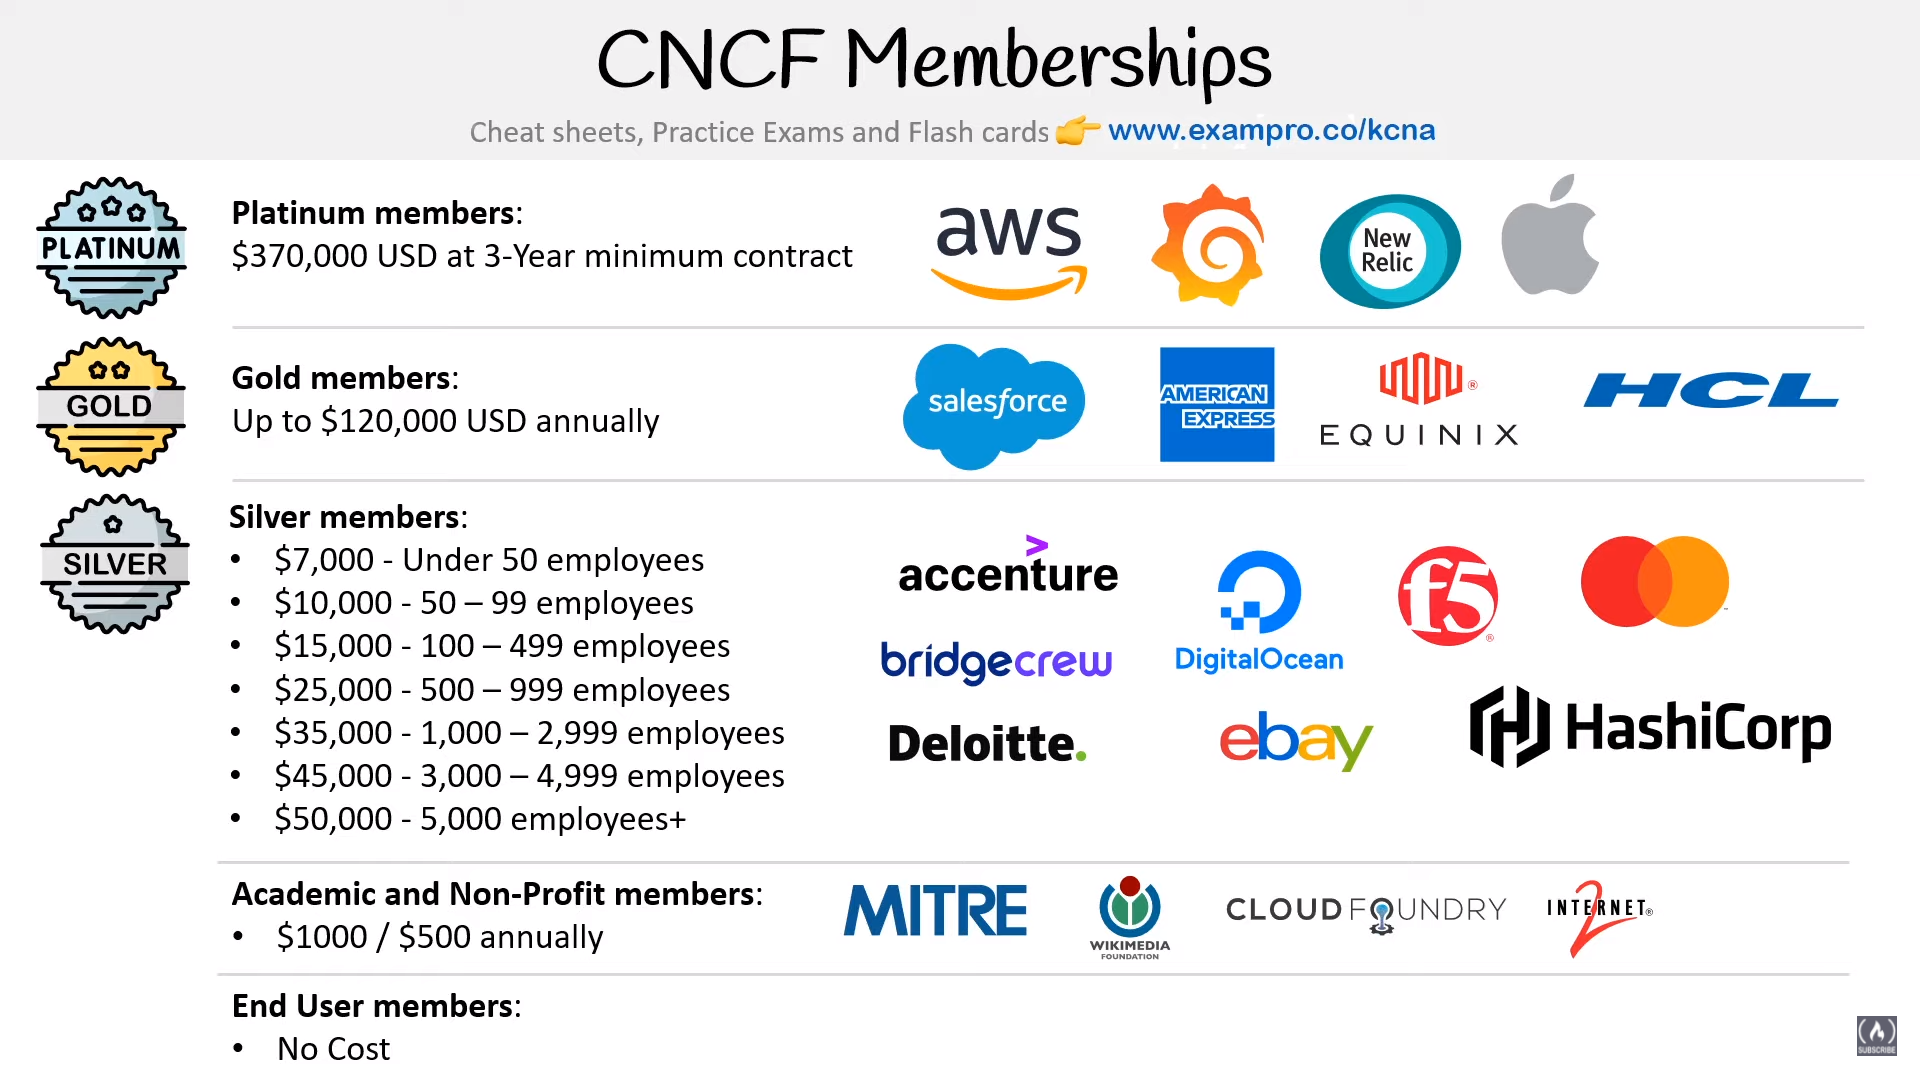 CNCF Memberships
Cheat sheets, Practice Exams and Flash cards 👉 www.exampro.co/kcna
PLATINUM
Platinum members:
$370,000 USD at 3-Year minimum contract
aws
New
Relic
GOLD
Gold members:
Up to $120,000 USD annually
salesforce
AMERICAN
EXPRESS
EQUINIX®
HCL
SILVER
Silver members:
• $7,000 - Under 50 employees
• $10,000 - 50 – 99 employees
• $15,000 - 100 – 499 employees
• $25,000 - 500 – 999 employees
• $35,000 - 1,000 – 2,999 employees
• $45,000 - 3,000 – 4,999 employees
• $50,000 - 5,000 employees+
accenture
DigitalOcean
f5®
bridgecrew
Deloitte.
ebay
HashiCorp
Academic and Non-Profit members:
• $1000 / $500 annually
MITRE
WIKIMEDIA
FOUNDATION
CLOUD FOUNDRY
INTERNET®
2
End User members:
• No Cost
SUBSCRIBE